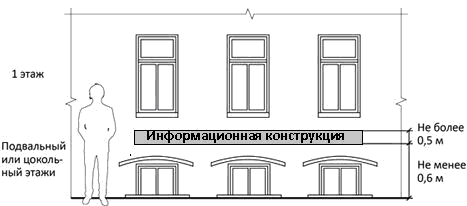 1 этаж
Информационная конструкция
Не более
0,5 м
Подвальный
или цоколь-
ный этажи
Не менее
0,6 м